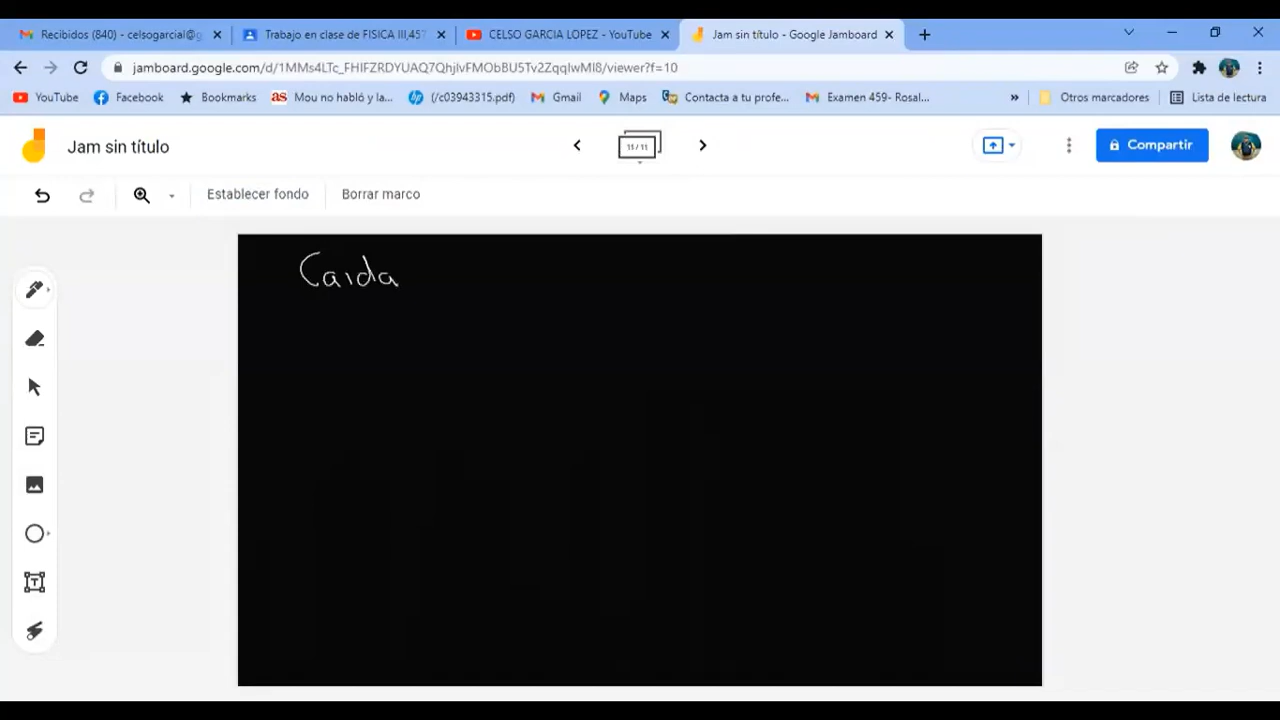 Recibidos (840) - celsogarcial@g
Trabajo en clase de FISICA III,457
CELSO GARCIA LOPEZ - YouTube
Jam sin título - Google Jamboard
jamboard.google.com/d/1MMs4LTc_FHIFZRDYUAQ7QhjlvFMObBU5Tv2ZqqIwMI8/viewer?f=10
YouTube
Facebook
Bookmarks
as Mou no habló y la...
(/c03943315.pdf)
Gmail
Maps
Contacta a tu profe...
Examen 459- Rosal...
»
Otros marcadores
Lista de lectura
Jam sin título
11 / 11
Compartir
Establecer fondo
Borrar marco
Caida